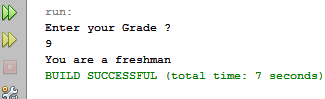 run:
Enter your Grade ?
9
You are a freshman
BUILD SUCCESSFUL (total time: 7 seconds)